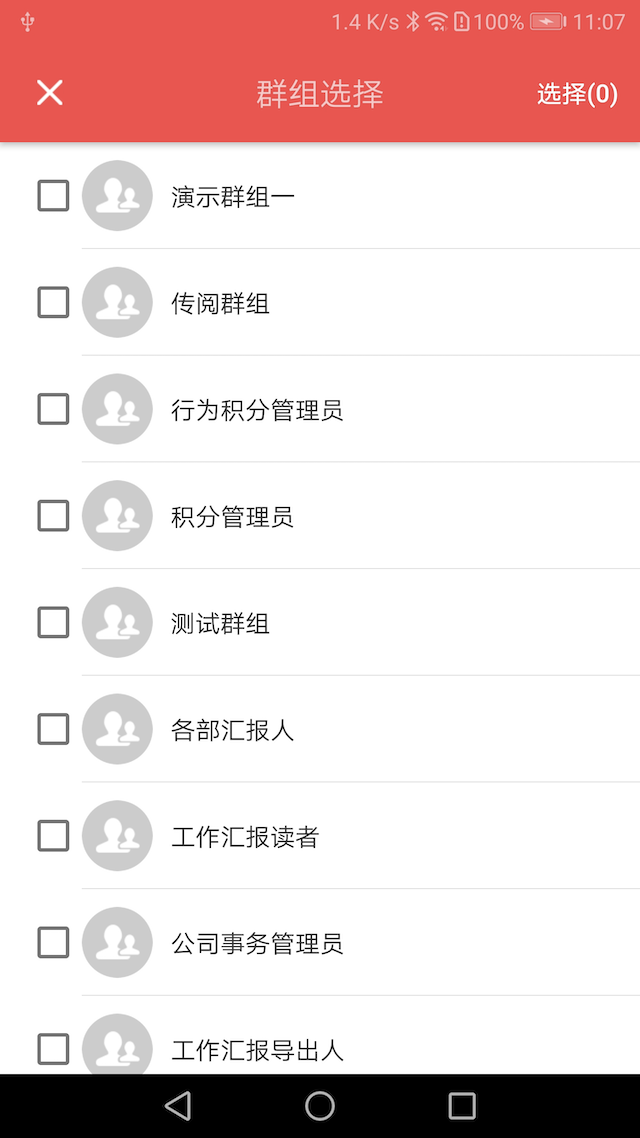 1.4 K/s 100% 11:07
群组选择 选择(0)
演示群组一
传阅群组
行为积分管理员
积分管理员
测试群组
各部汇报人
工作汇报读者
公司事务管理员
工作汇报导出人